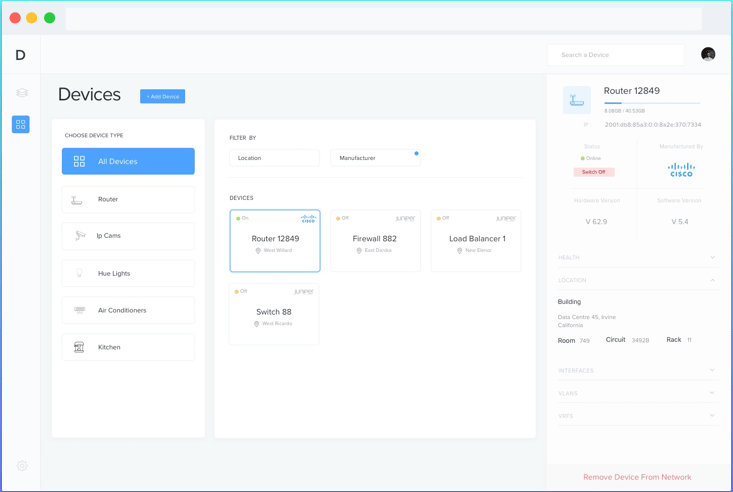 D
Search a Device
Devices
+ Add Device
CHOOSE DEVICE TYPE
All Devices
Router
Ip Cams
Hue Lights
Air Conditioners
Kitchen
FILTER BY
Location
Manufacturer
DEVICES
On
CISCO
Router 12849
West Willard
Off
juniper
Firewall 882
East Danika
Off
juniper
Load Balancer 1
New Elenor
Off
juniper
Switch 88
West Ricardo
Router 12849
8.08GB / 40.93GB
IP
2001:db8:85a3:0:0:8a2e:370:7334
Status
Online
Switch Off
Manufactured By
CISCO
Hardware Version
V 62.9
Software Version
V 5.4
HEALTH
LOCATION
Building
Data Centre 45, Irvine
California
Room 749 Circuit 3492B Rack 11
INTERFACES
VLANS
VRFS
Remove Device From Network